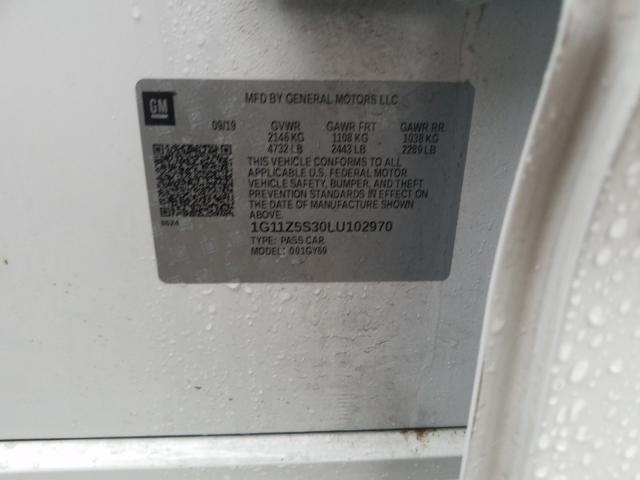 GM
MFD BY GENERAL MOTORS LLC
09/19 GVWR GAWR FRT GAWR RR
2146 KG 1108 KG 1038 KG
4732 LB 2443 LB 2289 LB
THIS VEHICLE CONFORMS TO ALL
APPLICABLE U.S. FEDERAL MOTOR
VEHICLE SAFETY, BUMPER, AND THEFT
PREVENTION STANDARDS IN EFFECT ON
THE DATE OF MANUFACTURE SHOWN ABOVE.
1G11Z5S30LU102970
TYPE: PASS CAR
MODEL: 001GY69